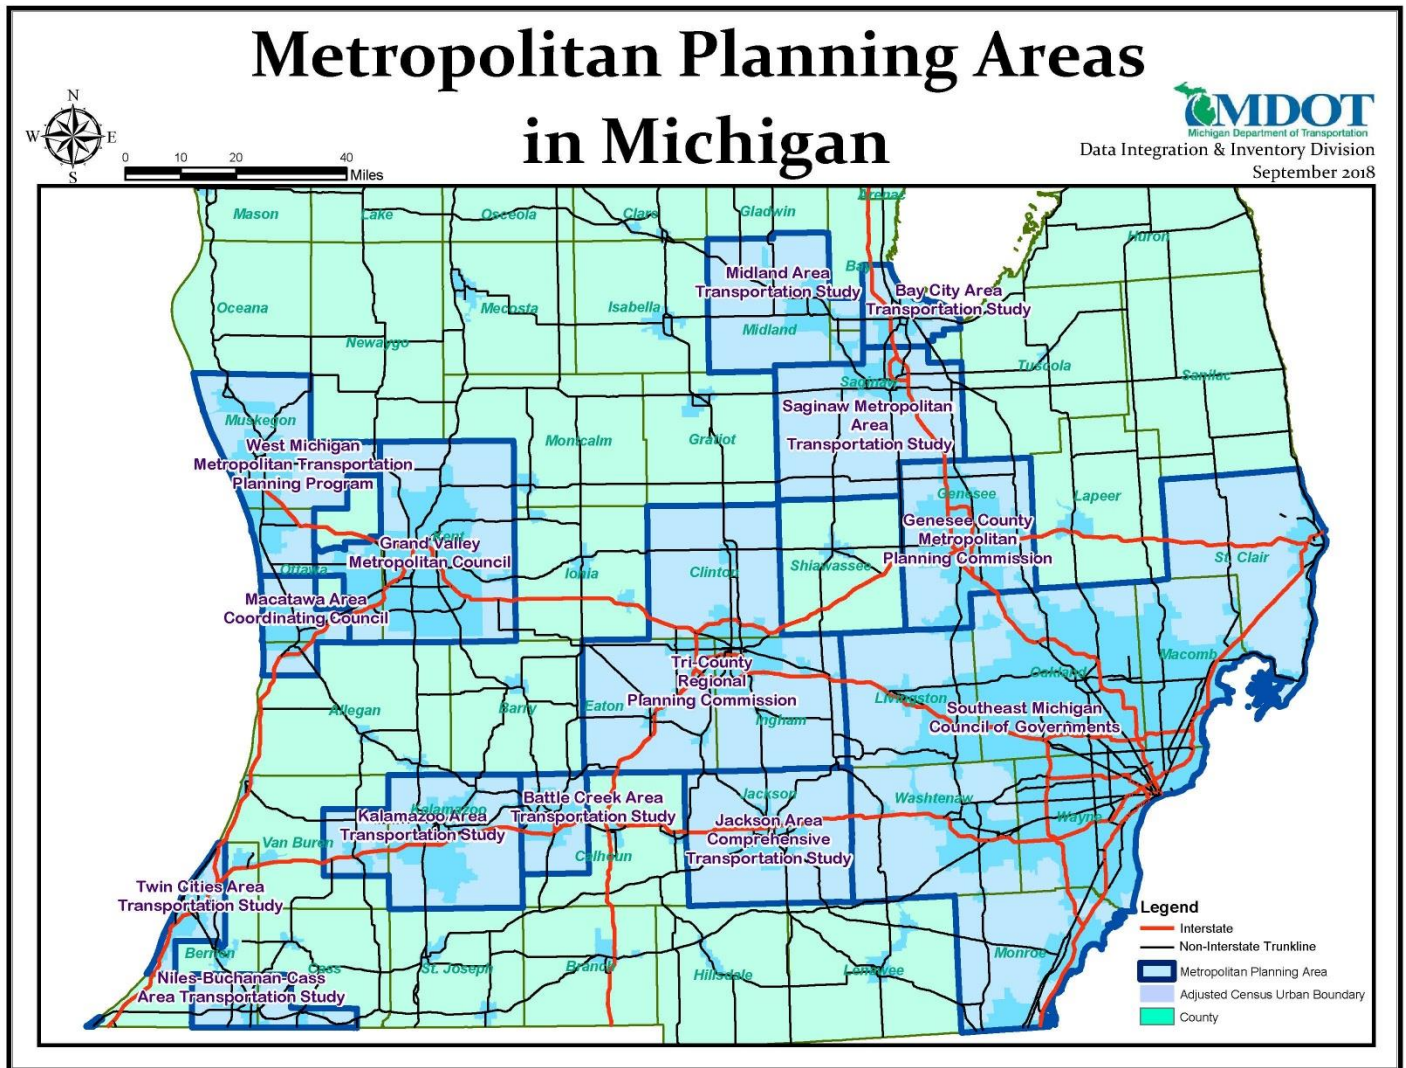 Metropolitan Planning Areas
in Michigan
N
W
E
S
0 10 20 40
Miles
MDOT
Michigan Department of Transportation
Data Integration & Inventory Division
September 2018
Mason
Lake
Osceola
Clare
Gladwin
Arenac
Huron
Midland Area
Transportation Study
Bay
Bay City Area
Transportation Study
Oceana
Mecosta
Isabella
Midland
Newaygo
Tuscola
Sanilac
Saginaw
Saginaw Metropolitan
Area
Transportation Study
Muskegon
West Michigan
Metropolitan Transportation
Planning Program
Montcalm
Gratiot
Genesee
Lapeer
Genesee County
Metropolitan
Planning Commission
Kent
Grand Valley
Metropolitan Council
Ottawa
Ionia
Clinton
Shiawassee
St. Clair
Macatawa Area
Coordinating Council
Tri-County
Regional
Planning Commission
Oakland
Macomb
Allegan
Barry
Eaton
Ingham
Livingston
Southeast Michigan
Council of Governments
Kalamazoo
Kalamazoo Area
Transportation Study
Battle Creek Area
Transportation Study
Jackson
Jackson Area
Comprehensive
Transportation Study
Washtenaw
Wayne
Van Buren
Calhoun
Twin Cities Area
Transportation Study
Berrien
Cass
Niles-Buchanan-Cass
Area Transportation Study
St. Joseph
Branch
Hillsdale
Lenawee
Monroe
Legend
Interstate
Non-Interstate Trunkline
Metropolitan Planning Area
Adjusted Census Urban Boundary
County